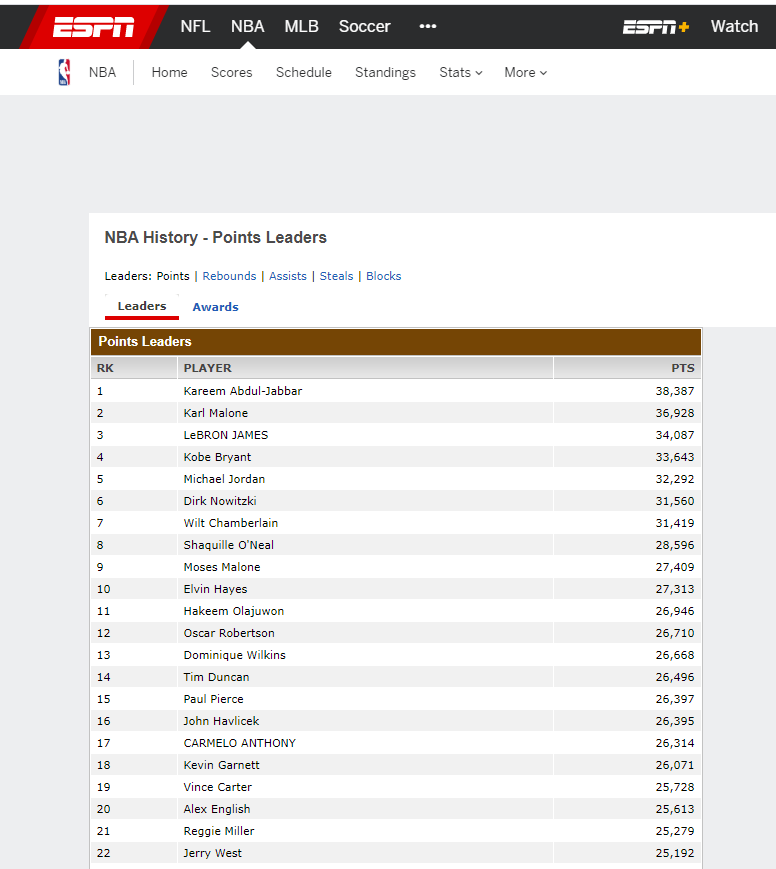 ESPN NFL NBA MLB Soccer ••• ESPN+ Watch
NBA Home Scores Schedule Standings Stats More
NBA History - Points Leaders
Leaders: Points | Rebounds | Assists | Steals | Blocks
Leaders Awards
Points Leaders
RK PLAYER PTS
1 Kareem Abdul-Jabbar 38,387
2 Karl Malone 36,928
3 LeBRON JAMES 34,087
4 Kobe Bryant 33,643
5 Michael Jordan 32,292
6 Dirk Nowitzki 31,560
7 Wilt Chamberlain 31,419
8 Shaquille O'Neal 28,596
9 Moses Malone 27,409
10 Elvin Hayes 27,313
11 Hakeem Olajuwon 26,946
12 Oscar Robertson 26,710
13 Dominique Wilkins 26,668
14 Tim Duncan 26,496
15 Paul Pierce 26,397
16 John Havlicek 26,395
17 CARMELO ANTHONY 26,314
18 Kevin Garnett 26,071
19 Vince Carter 25,728
20 Alex English 25,613
21 Reggie Miller 25,279
22 Jerry West 25,192